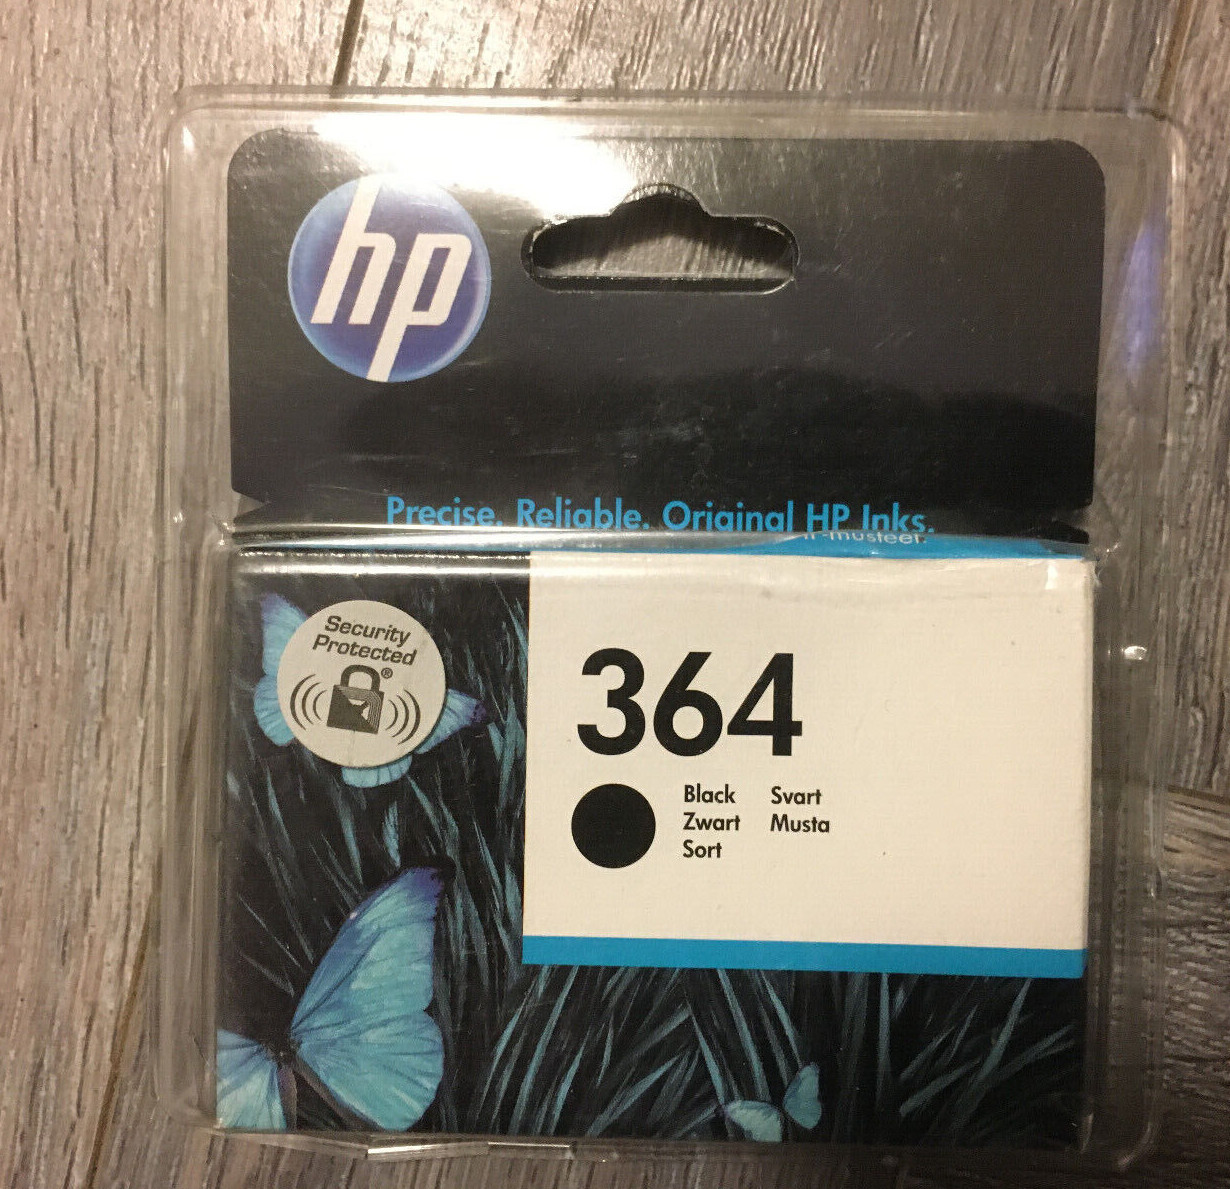 hp
Precise. Reliable. Original HP Inks.
Security
Protected
®
364
Black Svart
Zwart Musta
Sort